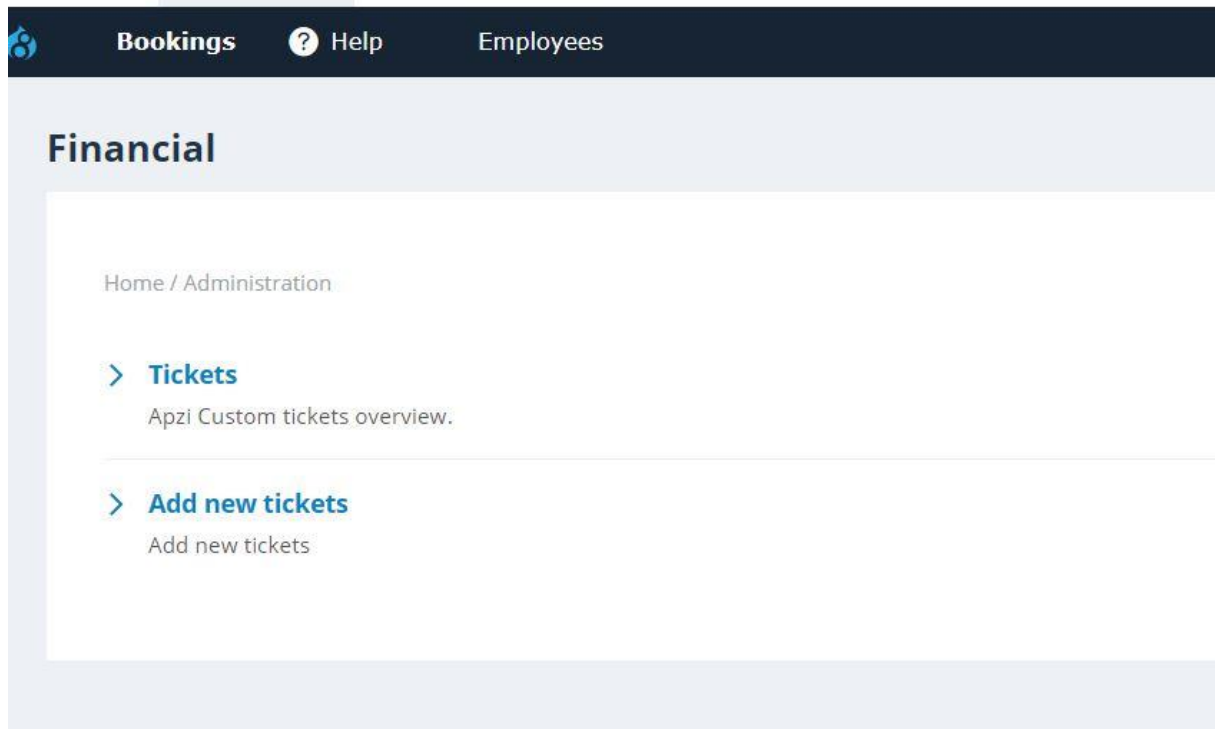 Bookings ? Help Employees
Financial
Home / Administration
Tickets
Apzi Custom tickets overview.
Add new tickets
Add new tickets